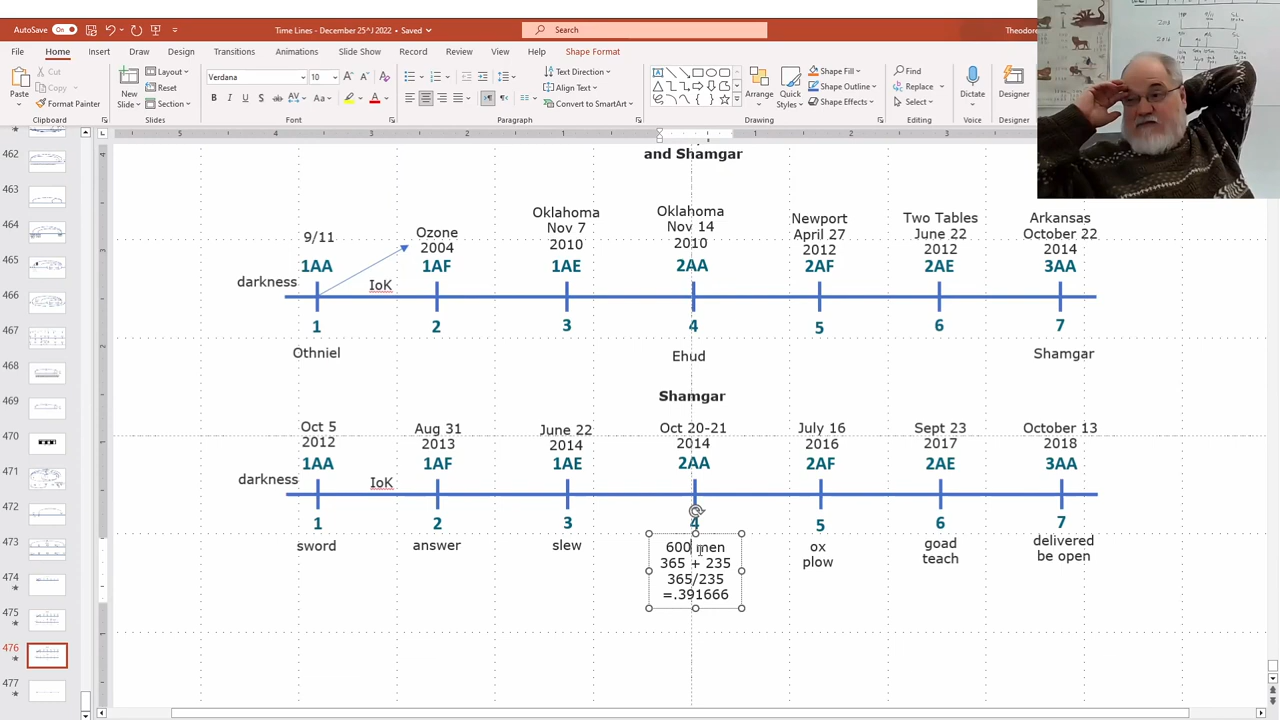 AutoSave On
Time Lines - December 25^J 2022 • Saved
Search
Theodore
File Home Insert Draw Design Transitions Animations Slide Show Record Review View Help Shape Format
Paste
Cut
Copy
Format Painter
Clipboard
New Slide
Layout
Reset
Section
Slides
Verdana 10
Font
Text Direction
Align Text
Convert to SmartArt
Paragraph
Arrange
Quick Styles
Shape Fill
Shape Outline
Shape Effects
Drawing
Find
Replace
Select
Editing
Dictate
Voice
Designer
Designer
462
463
464
465
466
467
468
469
470
471
472
473
474
475
476
477
and Shamgar
9/11
Ozone
2004
Oklahoma
Nov 7
2010
Oklahoma
Nov 14
2010
Newport
April 27
2012
Two Tables
June 22
2012
Arkansas
October 22
2014
1AA 1AF 1AE 2AA 2AF 2AE 3AA
darkness IoK
1 2 3 4 5 6 7
Othniel Ehud Shamgar
Shamgar
Oct 5
2012
Aug 31
2013
June 22
2014
Oct 20-21
2014
July 16
2016
Sept 23
2017
October 13
2018
1AA 1AF 1AE 2AA 2AF 2AE 3AA
darkness IoK
1 2 3 4 5 6 7
sword
answer
slew
600 men
365 + 235
365/235
=.391666
ox
plow
goad
teach
delivered
be open